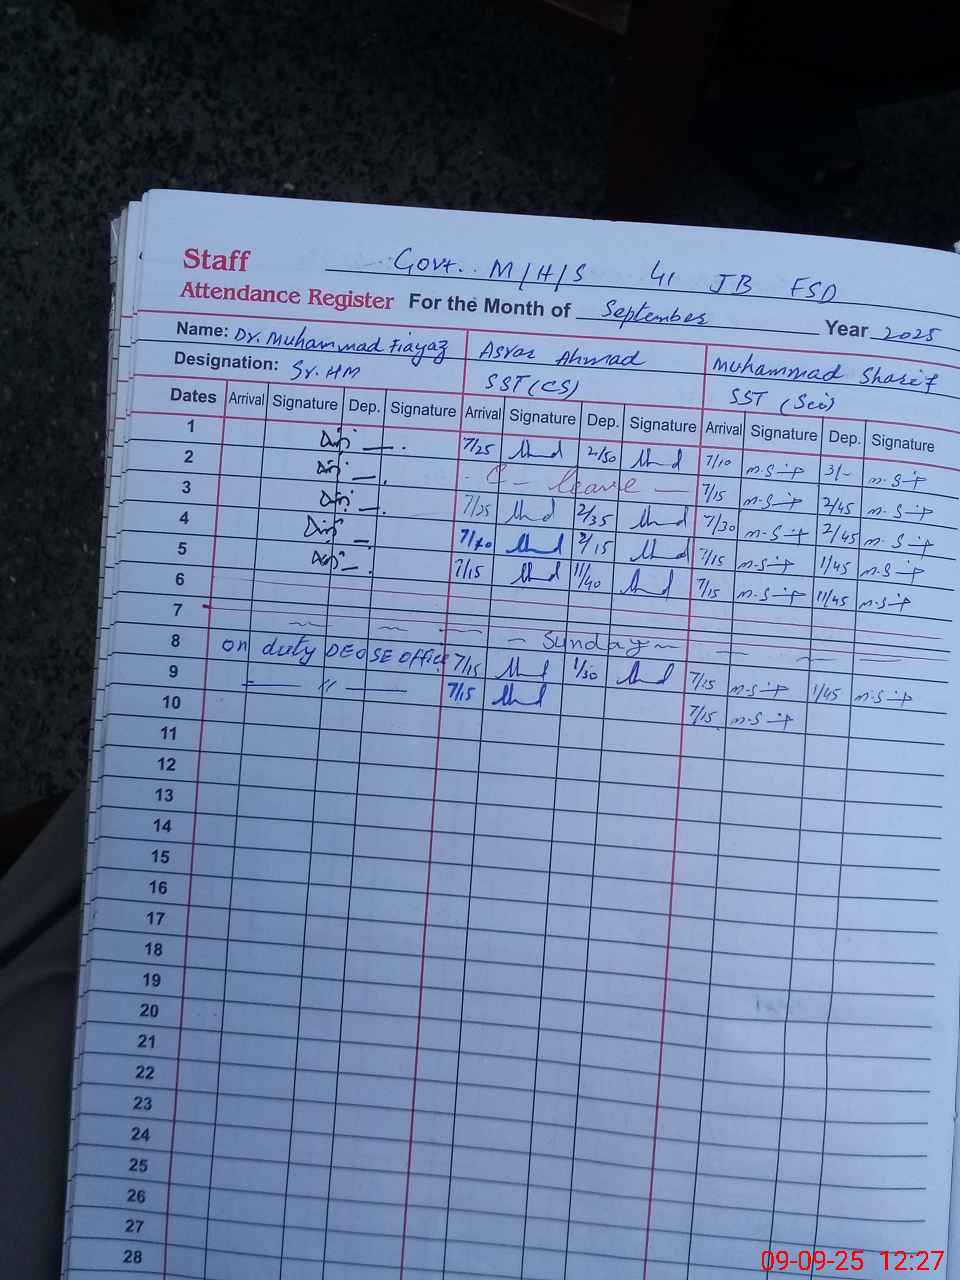 Staff
Govt. M/H/S 41 JB FSD
Attendance Register For the Month of September Year 2025
Name: Dr. Muhammad Fiayaz Asrar Ahmad Muhammad Sharif
Designation: Sr. HM SST (CS) SST (Sci)
Dates Arrival Signature Dep. Signature Arrival Signature Dep. Signature Arrival Signature Dep. Signature
1 7/25 2/50 7/10 m.S 3/- m.S
2 C - leave - 7/15 m.S 2/45 m.S
3 7/25 2/35 7/30 m.S 2/45 m.S
4 2/15 7/15 m.S 1/45 m.S
5 7/15 11/40 7/15 m.S 11/45 m.S
6
7 - Sunday -
8 on duty DEO SE office 7/15 1/50 7/25 m.S 1/45 m.S
9 — 〃 — 7/15 7/15 m.S
10
11
12
13
14
15
16
17
18
19
20
21
22
23
24
25
26
27
28
09-09-25 12:27